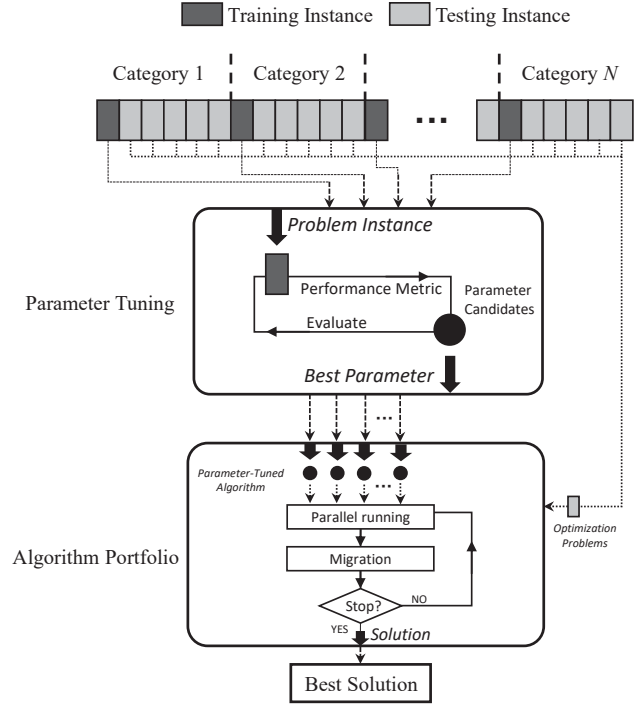 Training Instance
Testing Instance
Category 1
Category 2
Category N
...
Problem Instance
Performance Metric
Parameter
Candidates
Evaluate
Parameter Tuning
Best Parameter
...
Parameter-Tuned
Algorithm
...
Parallel running
Optimization
Problems
Algorithm Portfolio
Migration
Stop?
NO
YES
Solution
Best Solution